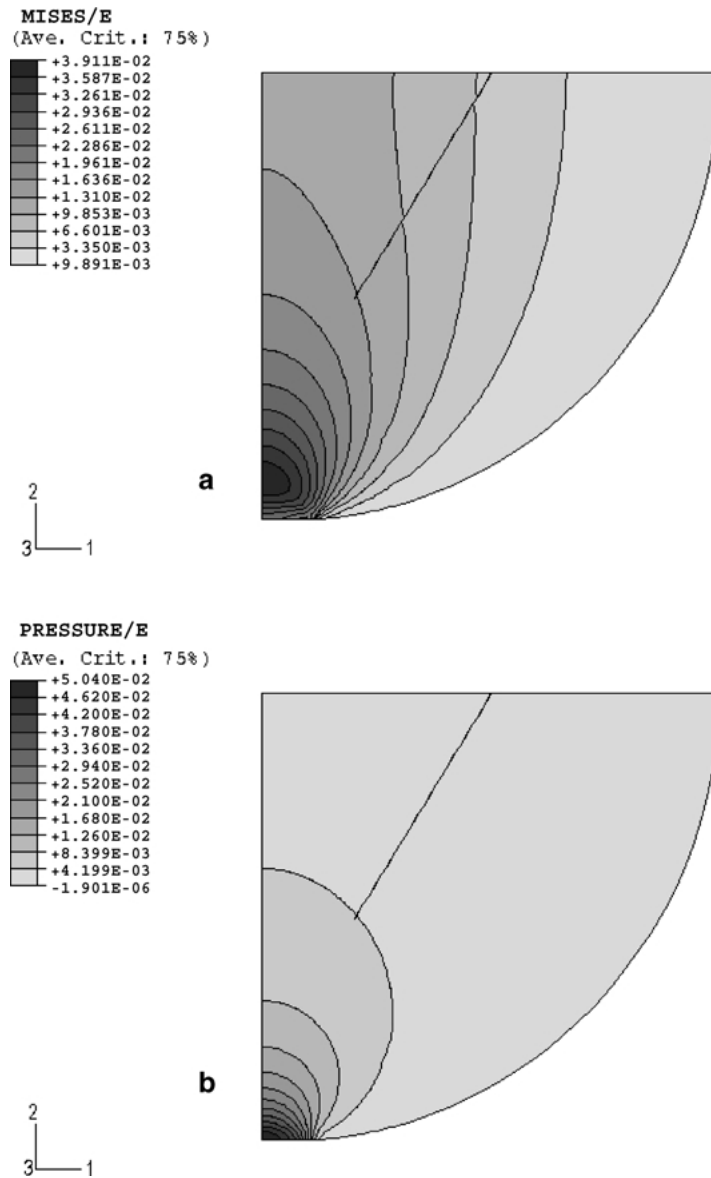 MISES/E
(Ave. Crit.: 75%)
+3.911E-02
+3.587E-02
+3.261E-02
+2.936E-02
+2.611E-02
+2.286E-02
+1.961E-02
+1.636E-02
+1.310E-02
+9.853E-03
+6.601E-03
+3.350E-03
+9.891E-03
a
2
3
1
PRESSURE/E
(Ave. Crit.: 75%)
+5.040E-02
+4.620E-02
+4.200E-02
+3.780E-02
+3.360E-02
+2.940E-02
+2.520E-02
+2.100E-02
+1.680E-02
+1.260E-02
+8.399E-03
+4.199E-03
-1.901E-06
b
2
3
1